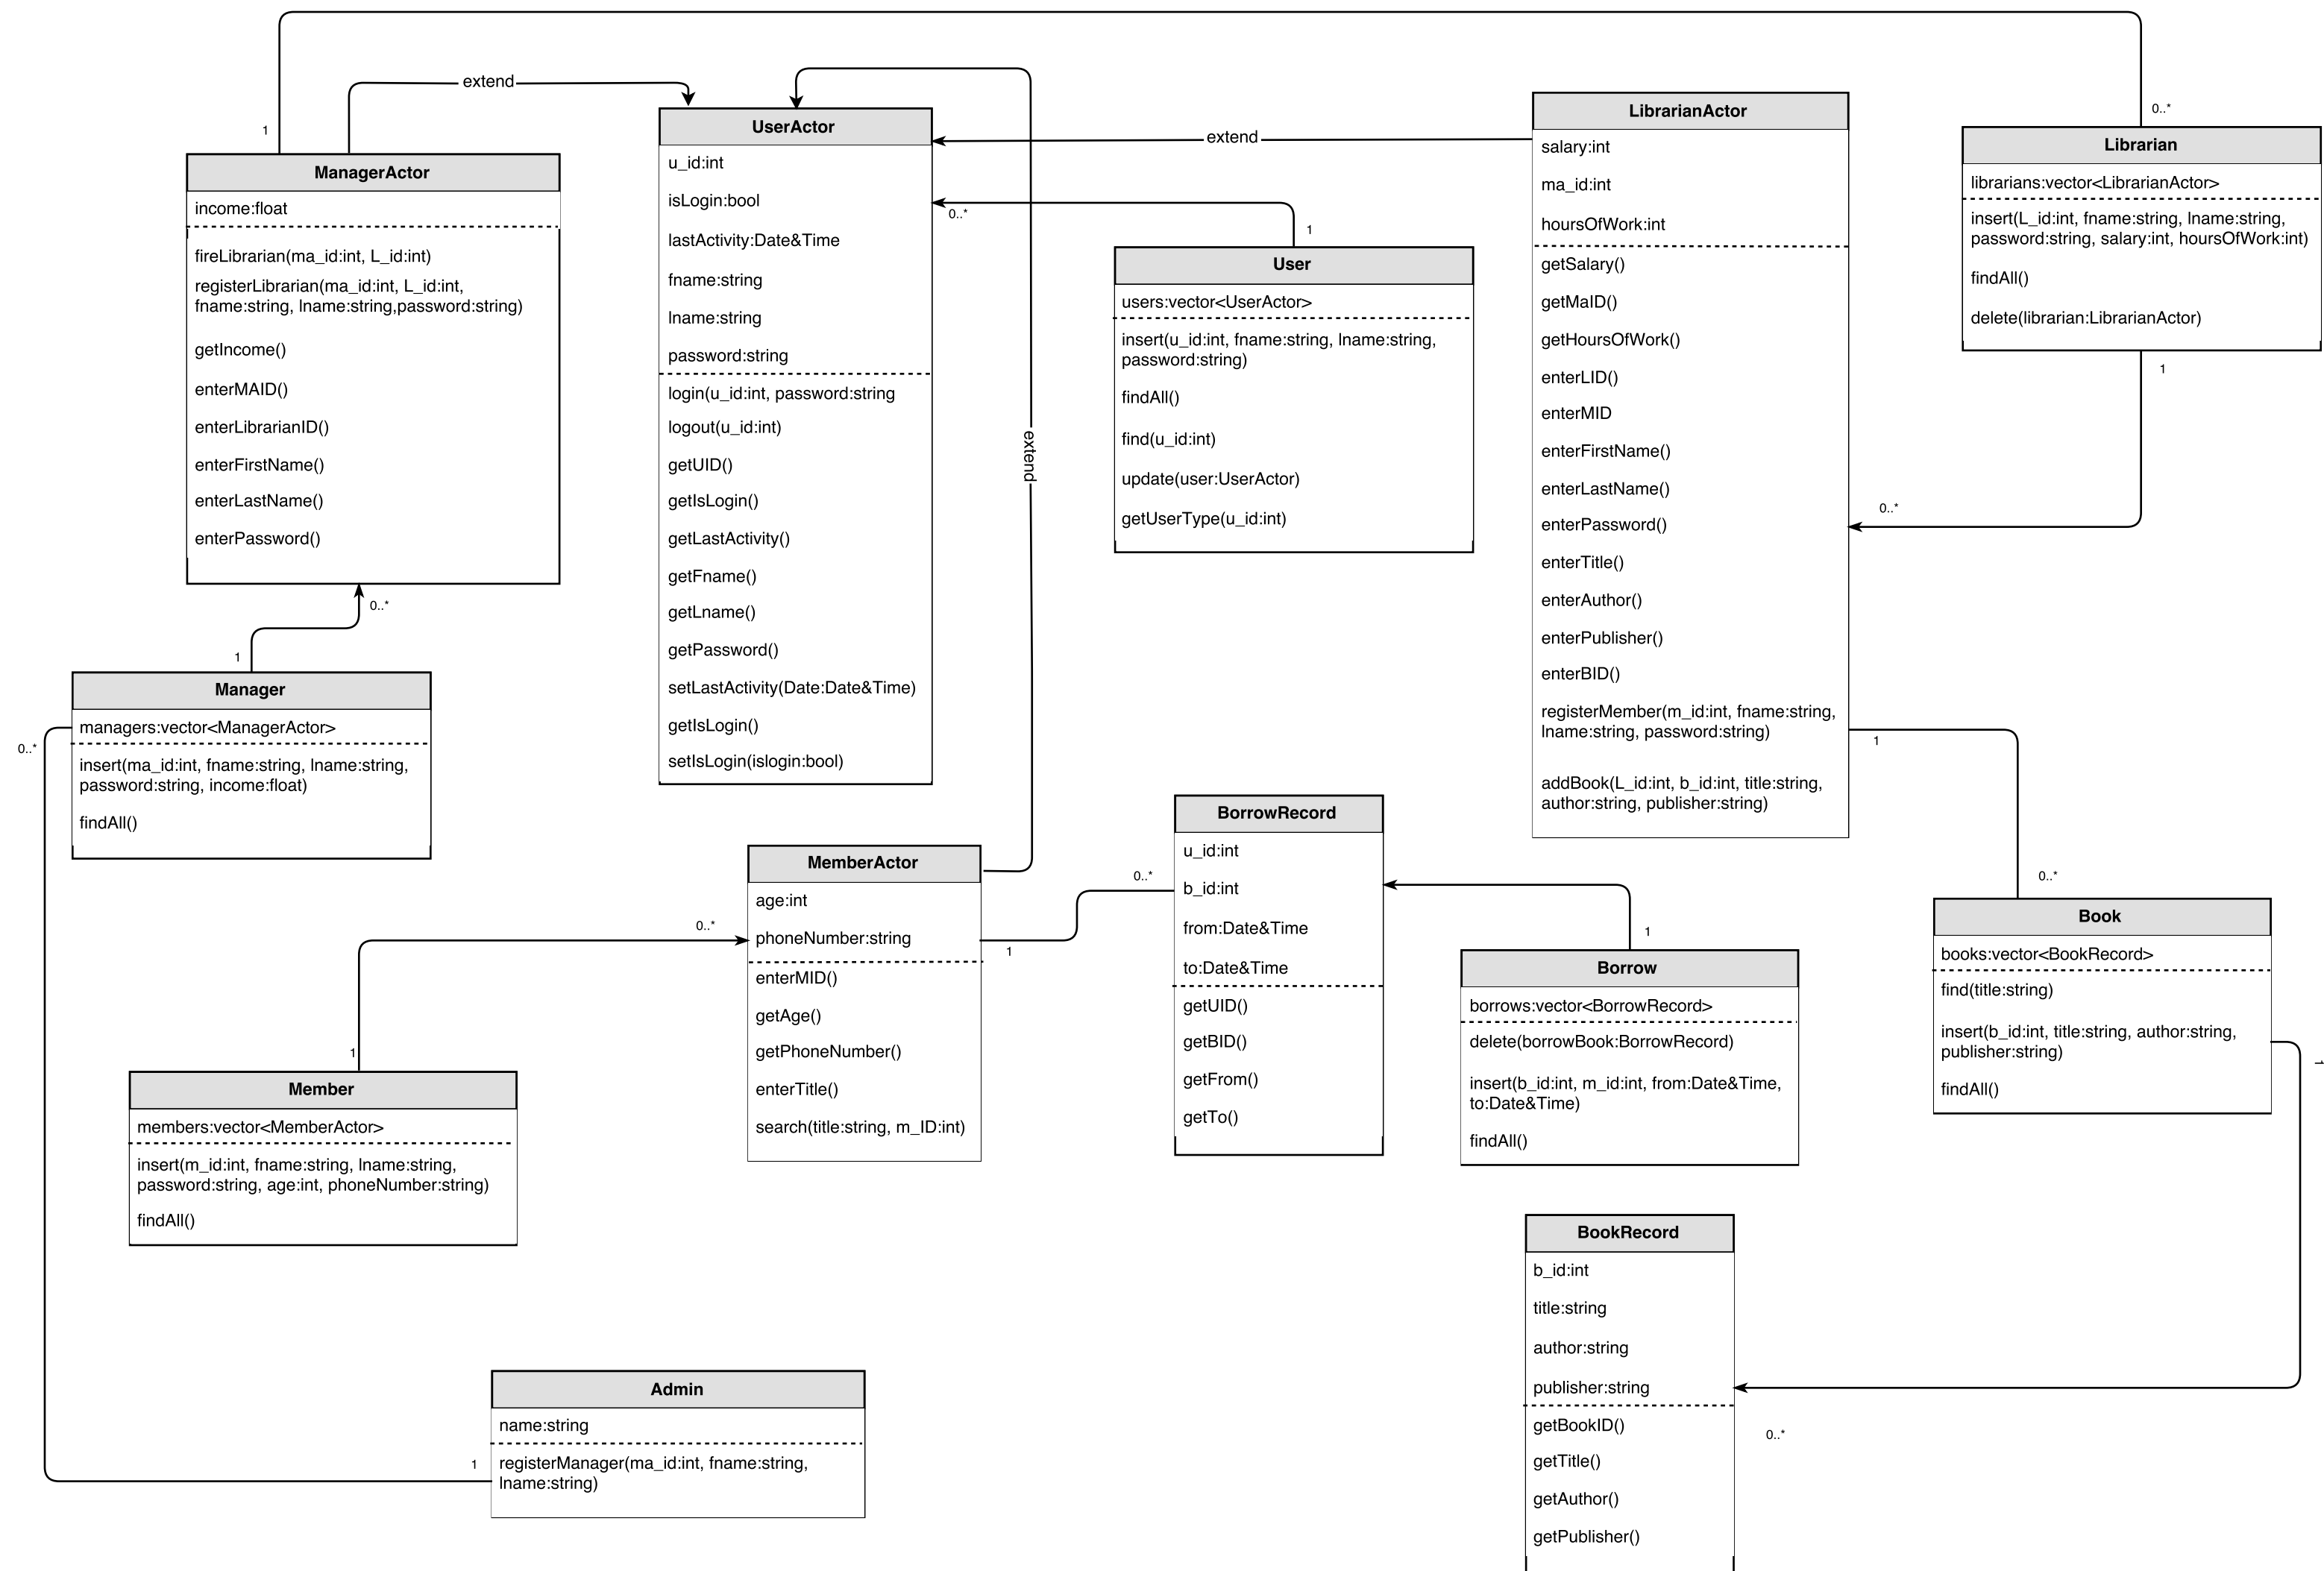 extend
1
0..*
ManagerActor
income:float
fireLibrarian(ma_id:int, L_id:int)
registerLibrarian(ma_id:int, L_id:int,
fname:string, lname:string,password:string)
getIncome()
enterMAID()
enterLibrarianID()
enterFirstName()
enterLastName()
enterPassword()
UserActor
u_id:int
isLogin:bool
lastActivity:Date&Time
fname:string
lname:string
password:string
login(u_id:int, password:string
logout(u_id:int)
getUID()
getIsLogin()
getLastActivity()
getFname()
getLname()
getPassword()
setLastActivity(Date:Date&Time)
getIsLogin()
setIsLogin(islogin:bool)
extend
extend
0..*
1
User
users:vector<UserActor>
insert(u_id:int, fname:string, lname:string,
password:string)
findAll()
find(u_id:int)
update(user:UserActor)
getUserType(u_id:int)
LibrarianActor
salary:int
ma_id:int
hoursOfWork:int
getSalary()
getMaID()
getHoursOfWork()
enterLID()
enterMID
enterFirstName()
enterLastName()
enterPassword()
enterTitle()
enterAuthor()
enterPublisher()
enterBID()
registerMember(m_id:int, fname:string,
lname:string, password:string)
addBook(L_id:int, b_id:int, title:string,
author:string, publisher:string)
Librarian
librarians:vector<LibrarianActor>
insert(L_id:int, fname:string, lname:string,
password:string, salary:int, hoursOfWork:int)
findAll()
delete(librarian:LibrarianActor)
1
0..*
0..*
1
Manager
managers:vector<ManagerActor>
insert(ma_id:int, fname:string, lname:string,
password:string, income:float)
findAll()
0..*
1
0..*
MemberActor
age:int
phoneNumber:string
enterMID()
getAge()
getPhoneNumber()
enterTitle()
search(title:string, m_ID:int)
0..*
1
0..*
1
BorrowRecord
u_id:int
b_id:int
from:Date&Time
to:Date&Time
getUID()
getBID()
getFrom()
getTo()
1
Borrow
borrows:vector<BorrowRecord>
delete(borrowBook:BorrowRecord)
insert(b_id:int, m_id:int, from:Date&Time,
to:Date&Time)
findAll()
Book
books:vector<BookRecord>
find(title:string)
insert(b_id:int, title:string, author:string,
publisher:string)
findAll()
1
1
Member
members:vector<MemberActor>
insert(m_id:int, fname:string, lname:string,
password:string, age:int, phoneNumber:string)
findAll()
BookRecord
b_id:int
title:string
author:string
publisher:string
getBookID()
getTitle()
getAuthor()
getPublisher()
0..*
Admin
name:string
registerManager(ma_id:int, fname:string,
lname:string)
1